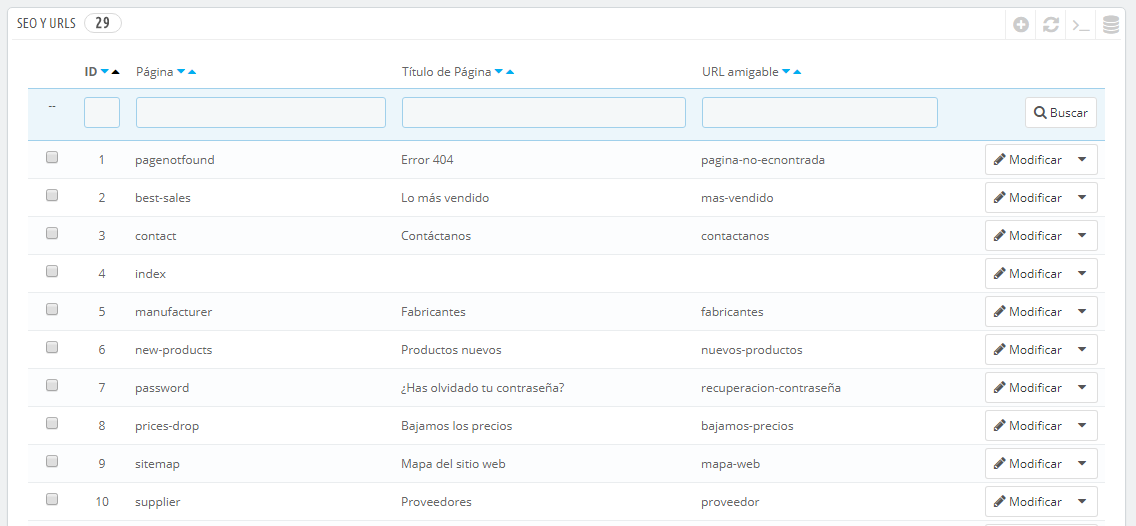 SEO Y URLS 29
ID Página Título de Página URL amigable
-- Buscar
1 pagenotfound Error 404 pagina-no-ecnontrada Modificar
2 best-sales Lo más vendido mas-vendido Modificar
3 contact Contáctanos contactanos Modificar
4 index Modificar
5 manufacturer Fabricantes fabricantes Modificar
6 new-products Productos nuevos nuevos-productos Modificar
7 password ¿Has olvidado tu contraseña? recuperacion-contraseña Modificar
8 prices-drop Bajamos los precios bajamos-precios Modificar
9 sitemap Mapa del sitio web mapa-web Modificar
10 supplier Proveedores proveedor Modificar